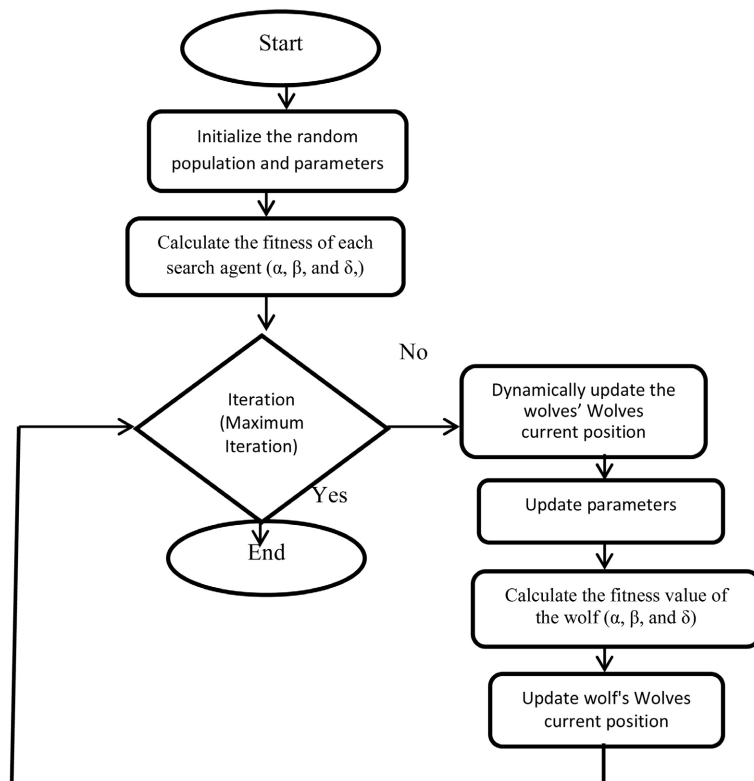 Start
Initialize the random
population and parameters
Calculate the fitness of each
search agent (α, β, and δ,)
No
Iteration
(Maximum
Iteration)
Yes
End
Dynamically update the
wolves’ Wolves
current position
Update parameters
Calculate the fitness value of
the wolf (α, β, and δ)
Update wolf's Wolves
current position